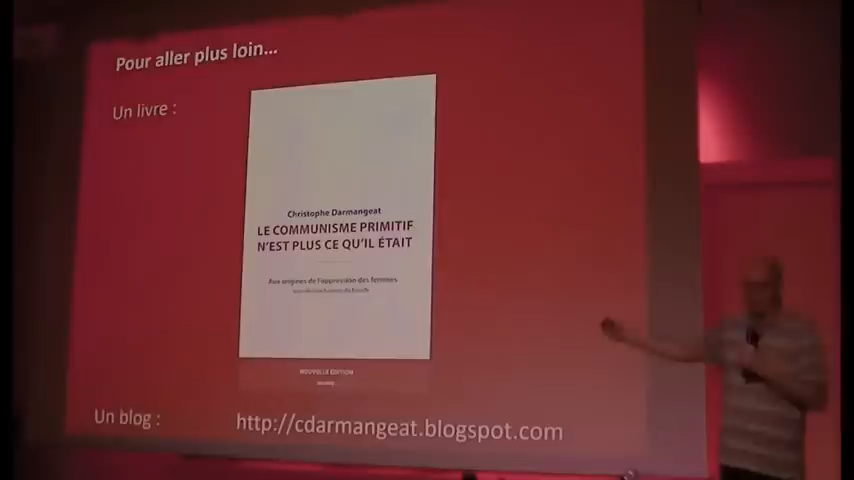 Pour aller plus loin...
Un livre :
Christophe Darmangeat
LE COMMUNISME PRIMITIF
N'EST PLUS CE QU'IL ÉTAIT
Aux origines de l'oppression des femmes
NOUVELLE ÉDITION
Un blog : http://cdarmangeat.blogspot.com